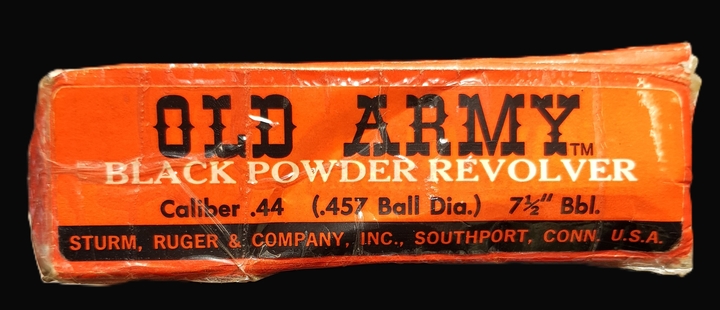 OLD ARMY™
BLACK POWDER REVOLVER
Caliber .44 (.457 Ball Dia.) 7½" Bbl.
STURM, RUGER & COMPANY, INC., SOUTHPORT, CONN. U.S.A.